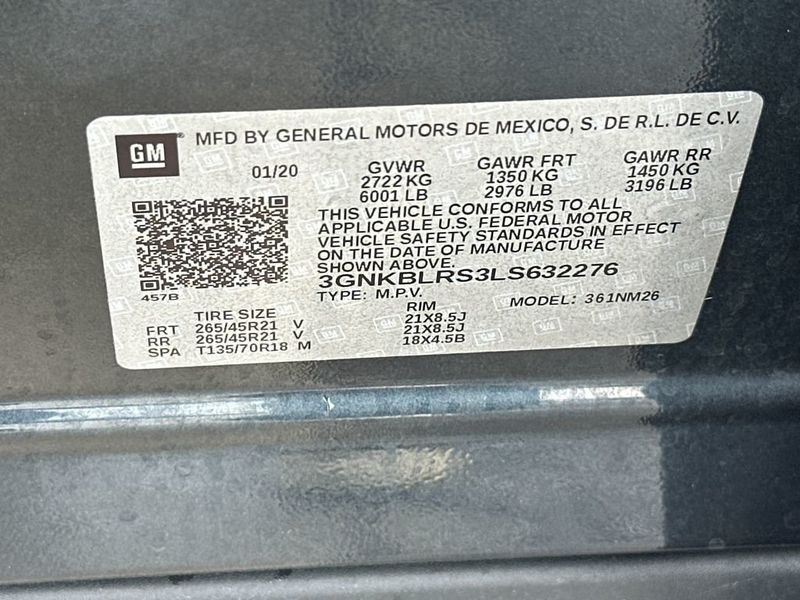 GM MFD BY GENERAL MOTORS DE MEXICO, S. DE R.L. DE C.V.
01/20 GVWR GAWR FRT GAWR RR
2722 KG 1350 KG 1450 KG
6001 LB 2976 LB 3196 LB
THIS VEHICLE CONFORMS TO ALL
APPLICABLE U.S. FEDERAL MOTOR
VEHICLE SAFETY STANDARDS IN EFFECT
ON THE DATE OF MANUFACTURE
SHOWN ABOVE.
3GNKBLRS3LS632276
457B
TYPE: M.P.V. MODEL: 361NM26
TIRE SIZE RIM
FRT 265/45R21 V 21X8.5J
RR 265/45R21 V 21X8.5J
SPA T135/70R18 M 18X4.5B